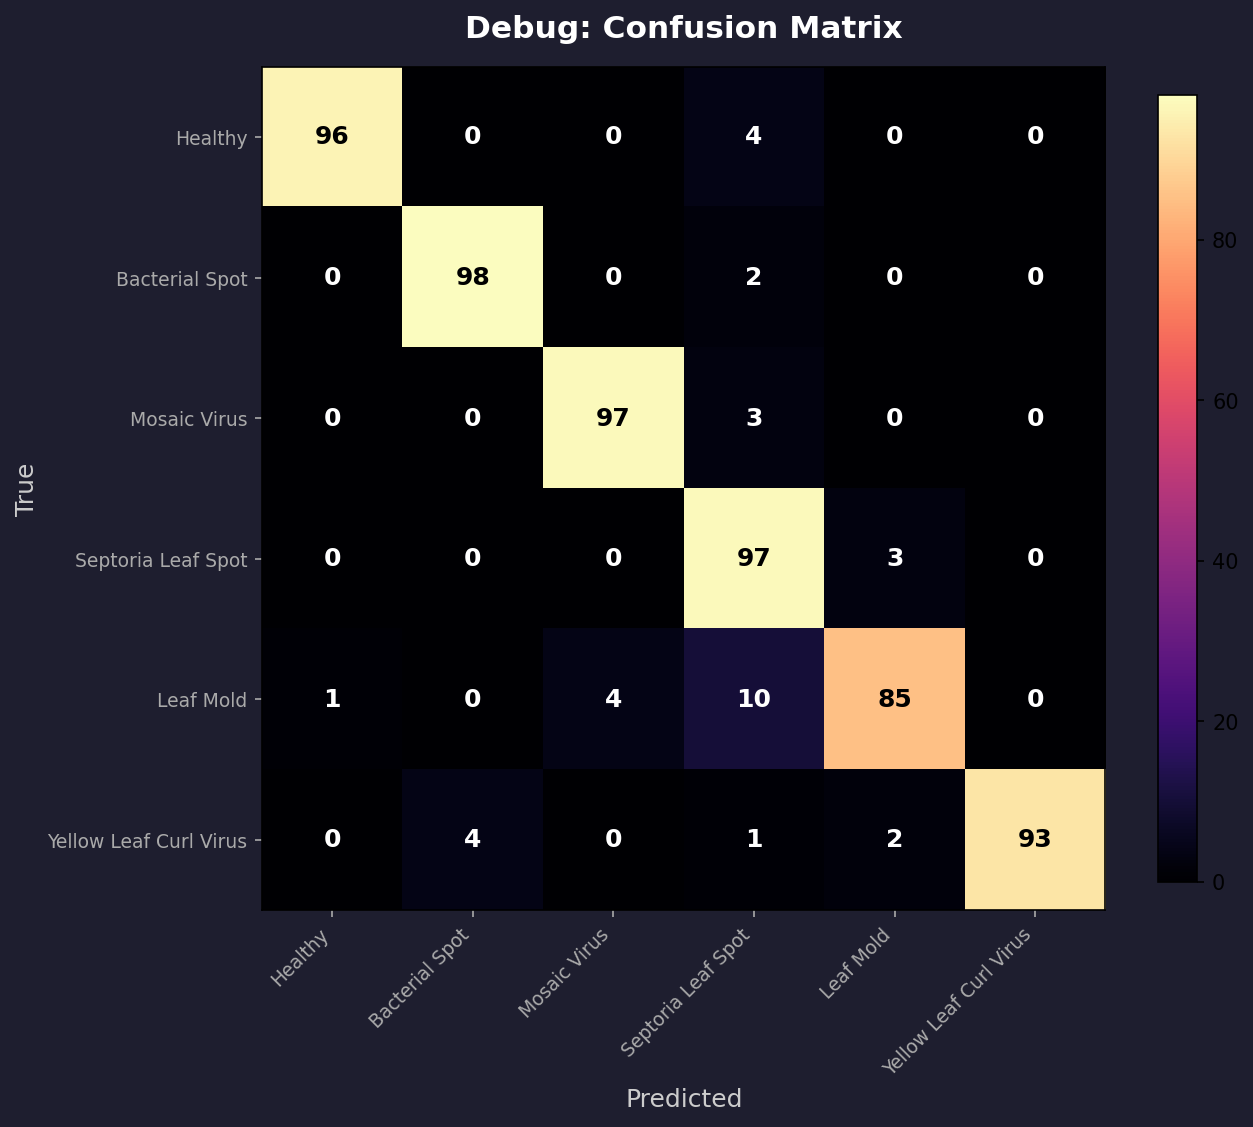 Debug: Confusion Matrix
Healthy 96 0 0 4 0 0
Bacterial Spot 0 98 0 2 0 0
Mosaic Virus 0 0 97 3 0 0
Septoria Leaf Spot 0 0 0 97 3 0
Leaf Mold 1 0 4 10 85 0
Yellow Leaf Curl Virus 0 4 0 1 2 93
True
Healthy
Bacterial Spot
Mosaic Virus
Septoria Leaf Spot
Leaf Mold
Yellow Leaf Curl Virus
Predicted
80
60
40
20
0